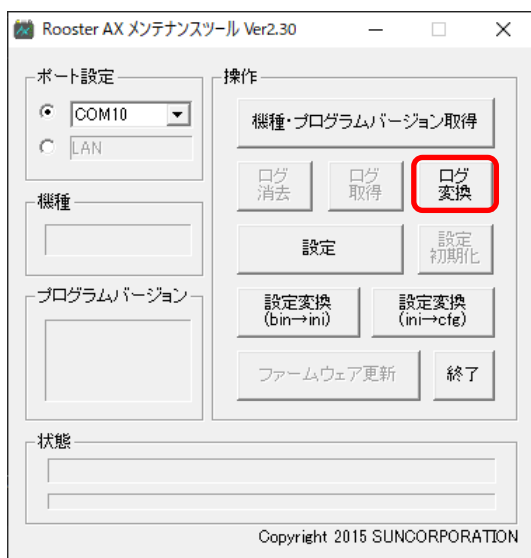 Rooster AX メンテナンスツール Ver2.30
ポート設定
COM10
LAN
機種
プログラムバージョン
操作
機種・プログラムバージョン取得
ログ
消去
ログ
取得
ログ
変換
設定
設定
初期化
設定変換
(bin→ini)
設定変換
(ini→cfg)
ファームウェア更新
終了
状態
Copyright 2015 SUNCORPORATION